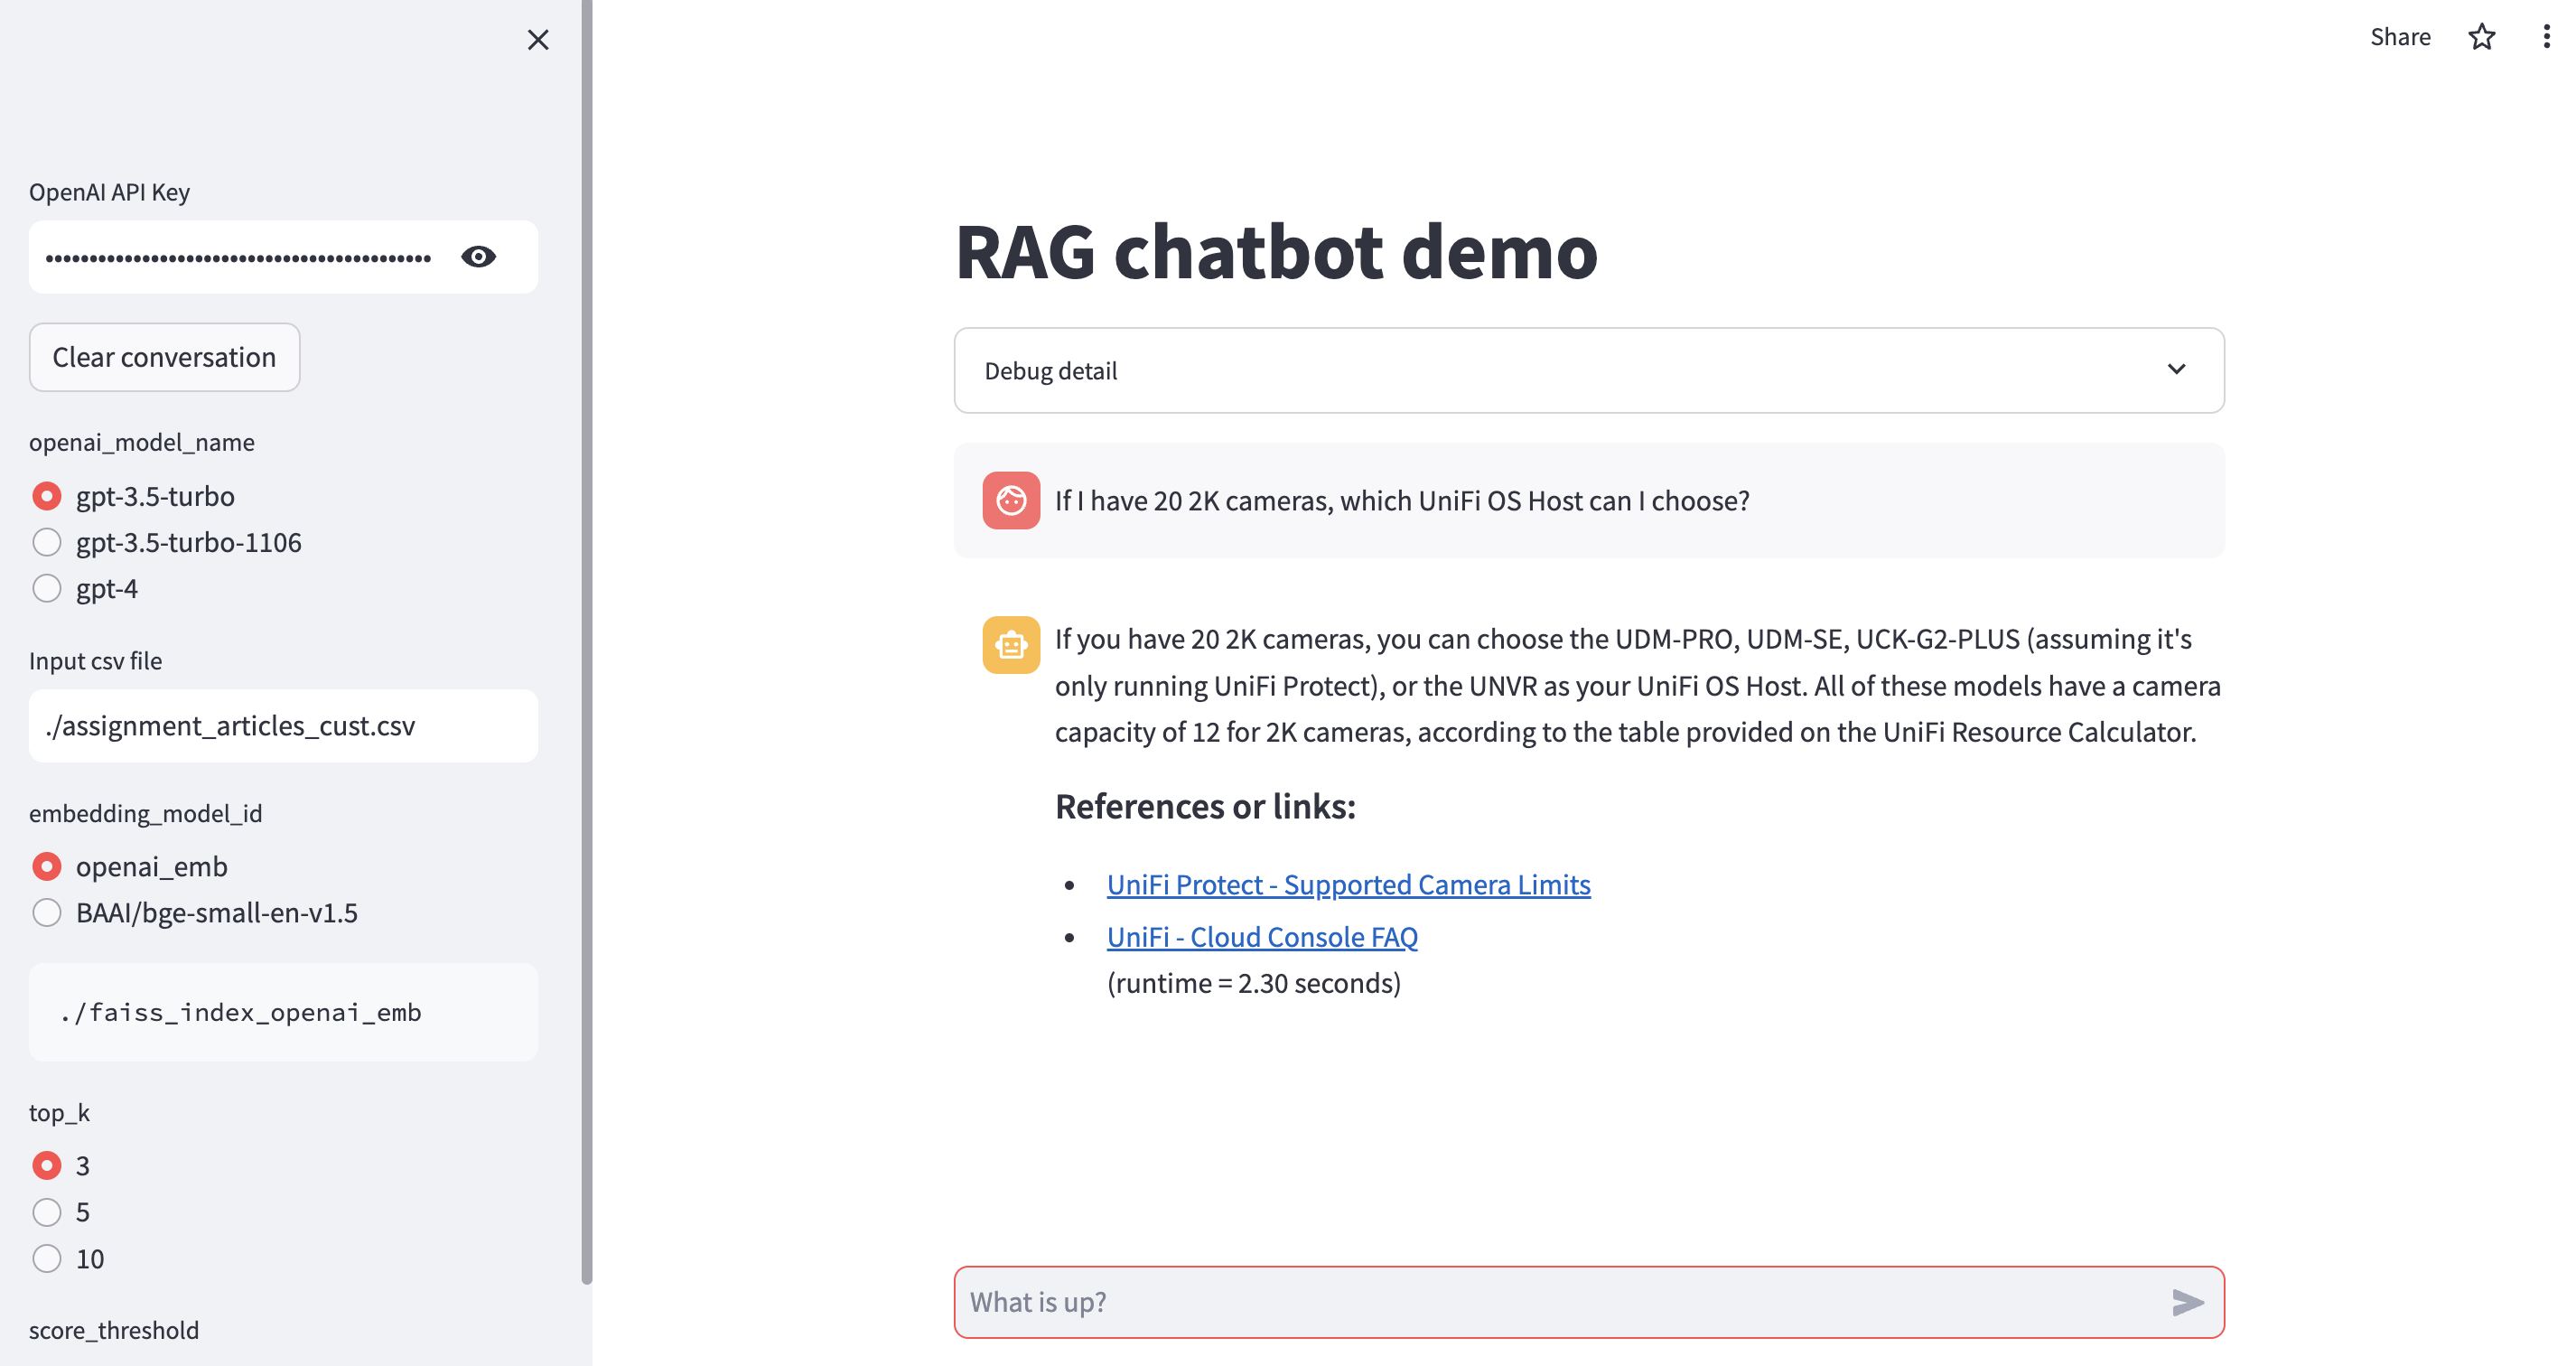 OpenAI API Key
••••••••••••••••••••••••••••••••••••••••••••
Clear conversation
openai_model_name
gpt-3.5-turbo
gpt-3.5-turbo-1106
gpt-4
Input csv file
./assignment_articles_cust.csv
embedding_model_id
openai_emb
BAAI/bge-small-en-v1.5
./faiss_index_openai_emb
top_k
3
5
10
score_threshold
Share
RAG chatbot demo
Debug detail
If I have 20 2K cameras, which UniFi OS Host can I choose?
If you have 20 2K cameras, you can choose the UDM-PRO, UDM-SE, UCK-G2-PLUS (assuming it's
only running UniFi Protect), or the UNVR as your UniFi OS Host. All of these models have a camera
capacity of 12 for 2K cameras, according to the table provided on the UniFi Resource Calculator.
References or links:
• UniFi Protect - Supported Camera Limits
• UniFi - Cloud Console FAQ
(runtime = 2.30 seconds)
What is up?